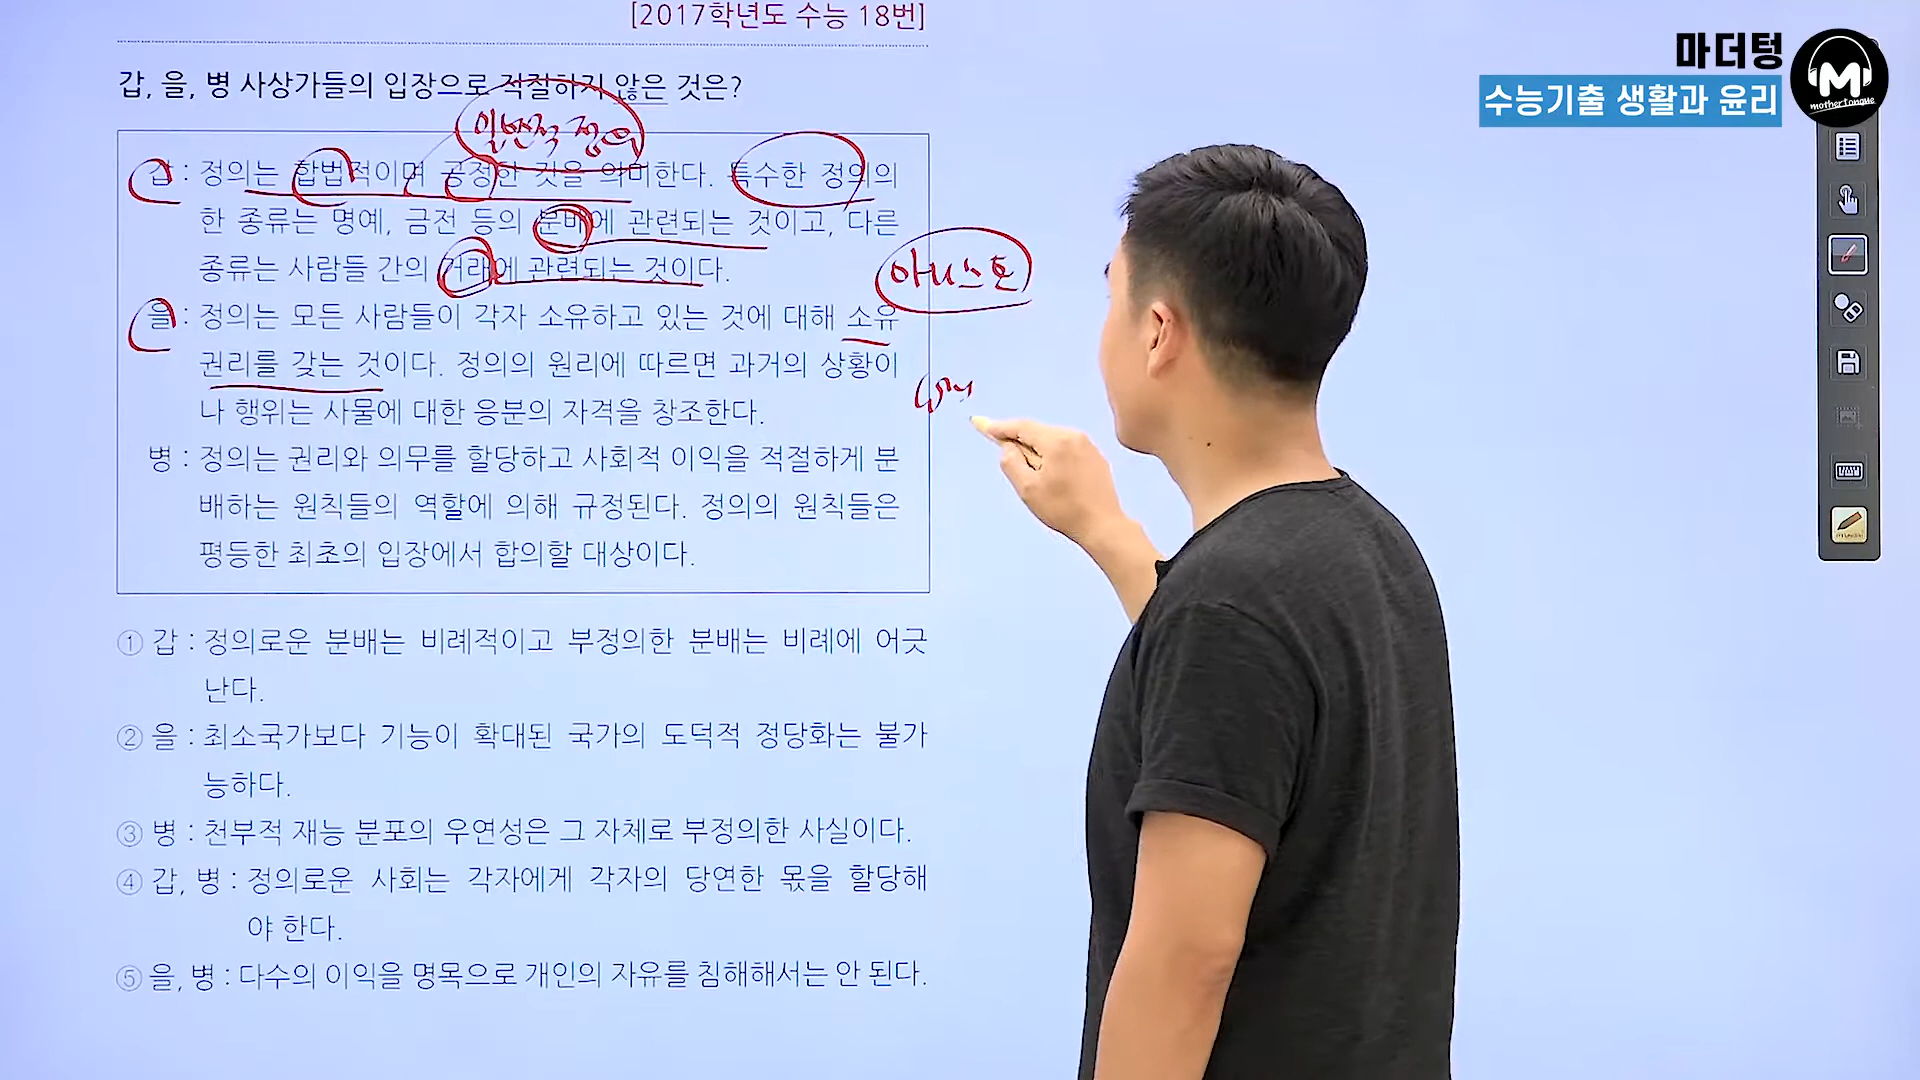 [2017학년도 수능 18번]
마더텅
수능기출 생활과 윤리
mothertongue
갑, 을, 병 사상가들의 입장으로 적절하지 않은 것은?
일반적 정의
갑 : 정의는 합법적이며 공정한 것을 의미한다. 특수한 정의의
한 종류는 명예, 금전 등의 분배에 관련되는 것이고, 다른
종류는 사람들 간의 거래에 관련되는 것이다.
아리스토
을 : 정의는 모든 사람들이 각자 소유하고 있는 것에 대해 소유
권리를 갖는 것이다. 정의의 원리에 따르면 과거의 상황이
나 행위는 사물에 대한 응분의 자격을 창조한다.
병 : 정의는 권리와 의무를 할당하고 사회적 이익을 적절하게 분
배하는 원칙들의 역할에 의해 규정된다. 정의의 원칙들은
평등한 최초의 입장에서 합의할 대상이다.
① 갑 : 정의로운 분배는 비례적이고 부정의한 분배는 비례에 어긋
난다.
② 을 : 최소국가보다 기능이 확대된 국가의 도덕적 정당화는 불가
능하다.
③ 병 : 천부적 재능 분포의 우연성은 그 자체로 부정의한 사실이다.
④ 갑, 병 : 정의로운 사회는 각자에게 각자의 당연한 몫을 할당해
야 한다.
⑤ 을, 병 : 다수의 이익을 명목으로 개인의 자유를 침해해서는 안 된다.